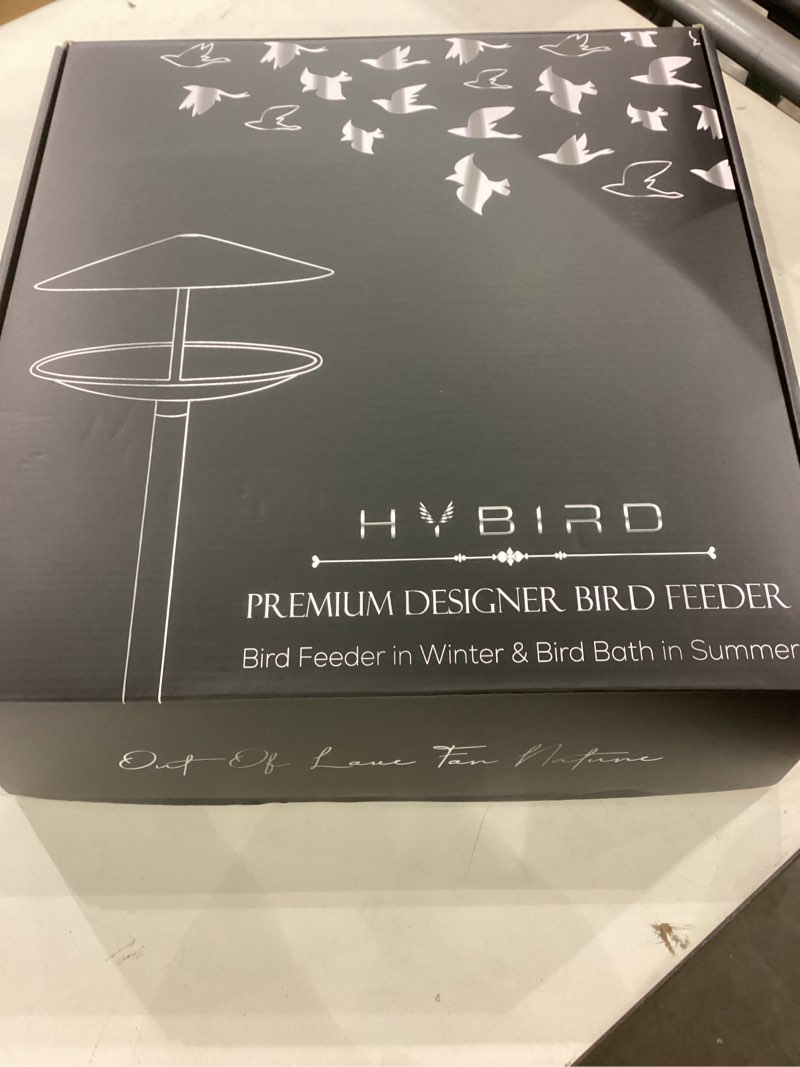 HYBIRD
PREMIUM DESIGNER BIRD FEEDER
Bird Feeder in Winter & Bird Bath in Summer
Out Of Love For Nature